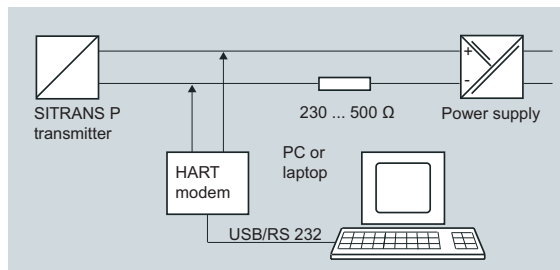 +
-
SITRANS P
transmitter
230 ... 500 Ω
Power supply
HART
modem
PC or
laptop
USB/RS 232